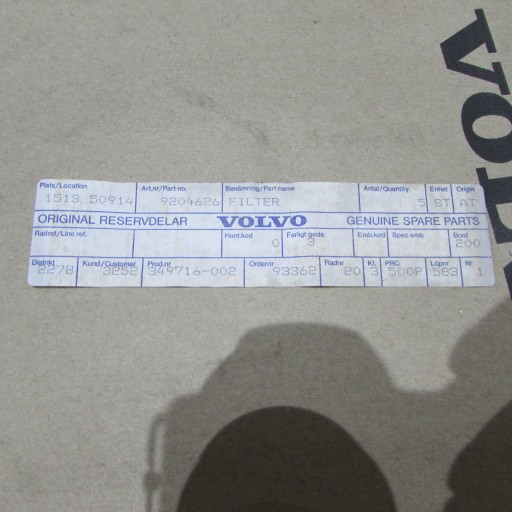 VOLVO
Plats/Location Art.nr/Part no. Benämning/Part name Antal/Quantity Enhet Origin
1513 50914 9204626 FILTER 5 ST AT
ORIGINAL RESERVDELAR VOLVO GENUINE SPARE PARTS
Radref/Line ref. Hant.kod Farligt gods Emb.kod Spec emb. Bord
0 3 200
Distrikt Kund/Customer Prod.nr Ordernr Radnr Kl. PRC Löpnr Nr
2278 3252 349716-002 93362 20 3 500P 583 1